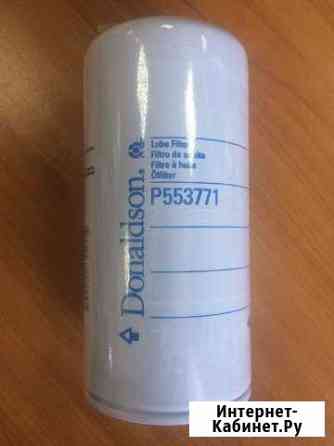 Donaldson.
Lube Filter
Filtro de aceite
Filtre à huile
Ölfilter
P553771
Интернет-
Кабинет.Ру